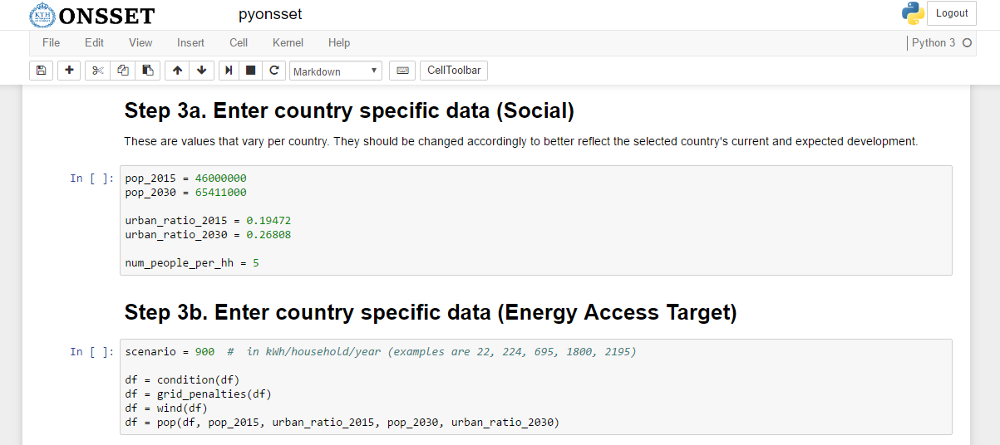 KTH ONSSET pyonsset Logout
File Edit View Insert Cell Kernel Help Python 3
Markdown CellToolbar
Step 3a. Enter country specific data (Social)
These are values that vary per country. They should be changed accordingly to better reflect the selected country's current and expected development.
In [ ]: pop_2015 = 46000000
pop_2030 = 65411000
urban_ratio_2015 = 0.19472
urban_ratio_2030 = 0.26808
num_people_per_hh = 5
Step 3b. Enter country specific data (Energy Access Target)
In [ ]: scenario = 900  #  in kWh/household/year (examples are 22, 224, 695, 1800, 2195)
df = condition(df)
df = grid_penalties(df)
df = wind(df)
df = pop(df, pop_2015, urban_ratio_2015, pop_2030, urban_ratio_2030)